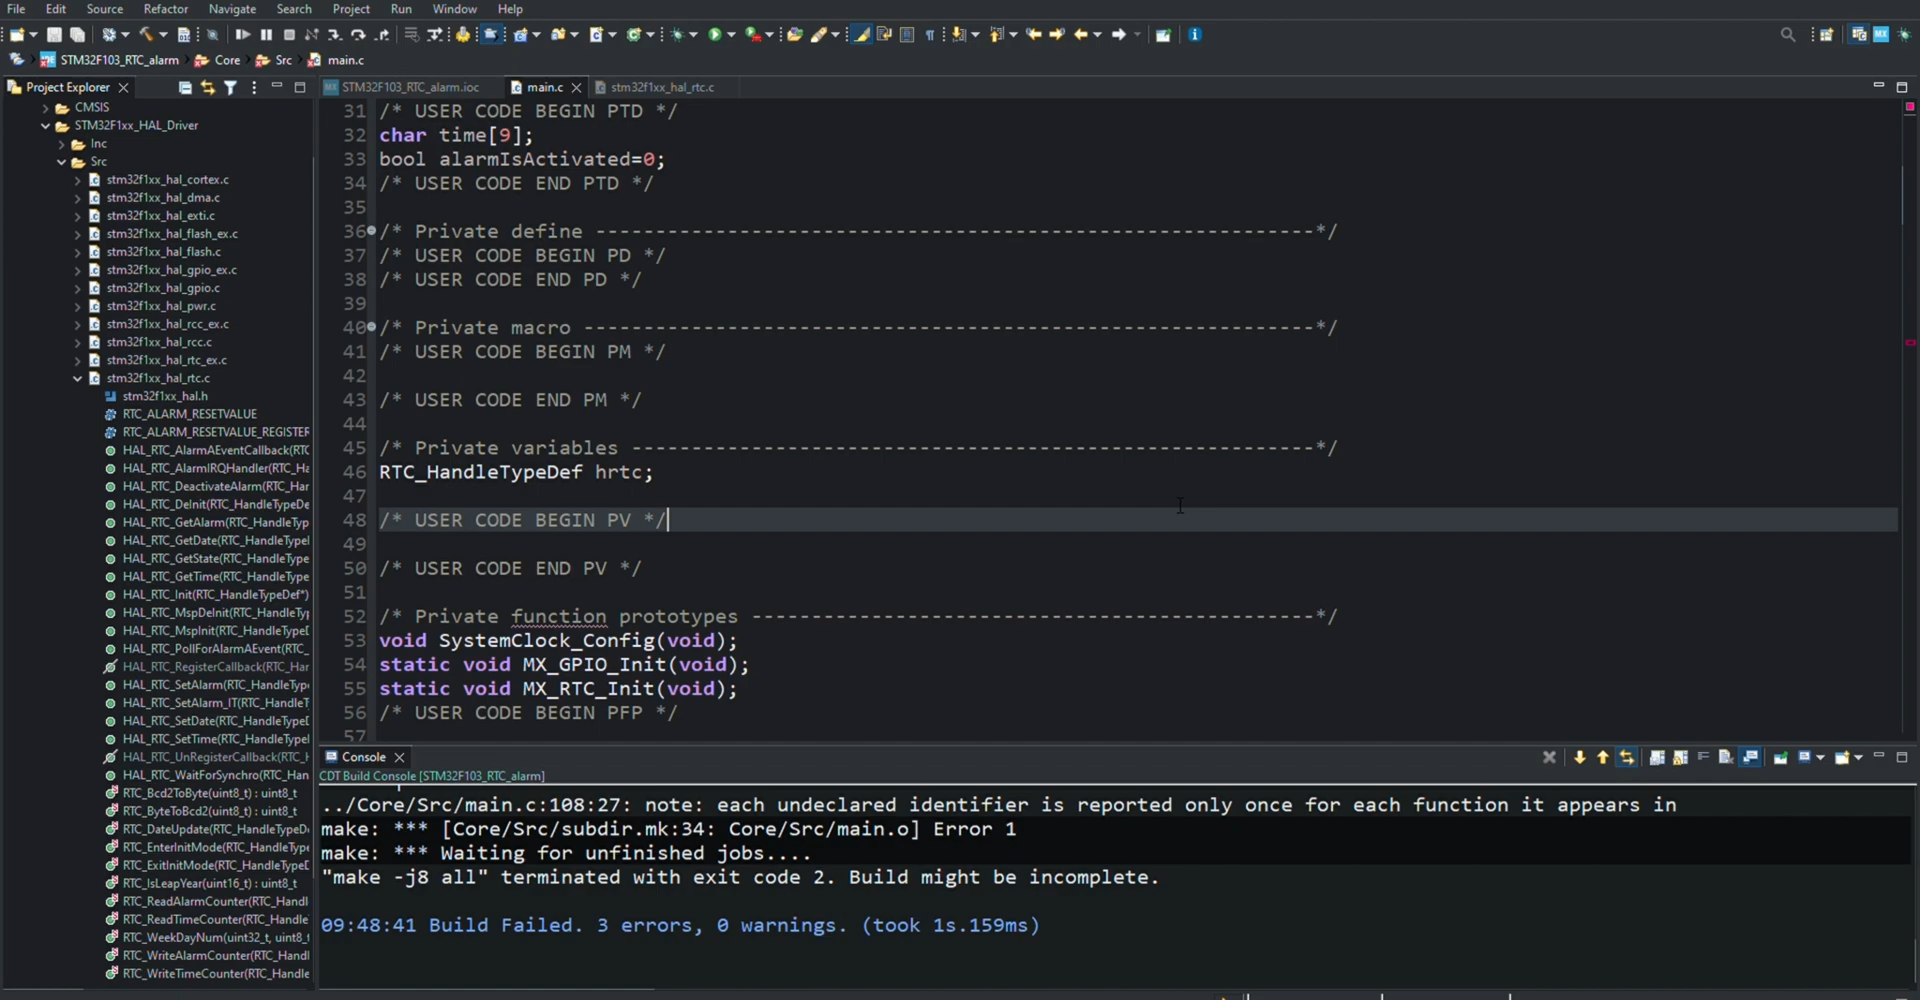 File Edit Source Refactor Navigate Search Project Run Window Help
STM32F103_RTC_alarm Core Src main.c
Project Explorer
CMSIS
STM32F1xx_HAL_Driver
Inc
Src
stm32f1xx_hal_cortex.c
stm32f1xx_hal_dma.c
stm32f1xx_hal_exti.c
stm32f1xx_hal_flash_ex.c
stm32f1xx_hal_flash.c
stm32f1xx_hal_gpio_ex.c
stm32f1xx_hal_gpio.c
stm32f1xx_hal_pwr.c
stm32f1xx_hal_rcc_ex.c
stm32f1xx_hal_rcc.c
stm32f1xx_hal_rtc_ex.c
stm32f1xx_hal_rtc.c
stm32f1xx_hal.h
RTC_ALARM_RESETVALUE
RTC_ALARM_RESETVALUE_REGISTER
HAL_RTC_AlarmAEventCallback(RTC
HAL_RTC_AlarmIRQHandler(RTC_Ha
HAL_RTC_DeactivateAlarm(RTC_Har
HAL_RTC_DeInit(RTC_HandleTypeDe
HAL_RTC_GetAlarm(RTC_HandleTyp
HAL_RTC_GetDate(RTC_HandleTypeI
HAL_RTC_GetState(RTC_HandleType
HAL_RTC_GetTime(RTC_HandleType
HAL_RTC_Init(RTC_HandleTypeDef*)
HAL_RTC_MspDeInit(RTC_HandleTyp
HAL_RTC_MspInit(RTC_HandleTypeD
HAL_RTC_PollForAlarmAEvent(RTC_
HAL_RTC_RegisterCallback(RTC_Har
HAL_RTC_SetAlarm(RTC_HandleTyp
HAL_RTC_SetAlarm_IT(RTC_HandleT
HAL_RTC_SetDate(RTC_HandleTypeD
HAL_RTC_SetTime(RTC_HandleTypeI
HAL_RTC_UnRegisterCallback(RTC_H
HAL_RTC_WaitForSynchro(RTC_Han
RTC_Bcd2ToByte(uint8_t) : uint8_t
RTC_ByteToBcd2(uint8_t) : uint8_t
RTC_DateUpdate(RTC_HandleTypeD
RTC_EnterInitMode(RTC_HandleType
RTC_ExitInitMode(RTC_HandleTypeD
RTC_IsLeapYear(uint16_t) : uint8_t
RTC_ReadAlarmCounter(RTC_Handl
RTC_ReadTimeCounter(RTC_Handle
RTC_WeekDayNum(uint32_t, uint8_t
RTC_WriteAlarmCounter(RTC_Handl
RTC_WriteTimeCounter(RTC_Handle
STM32F103_RTC_alarm.ioc main.c stm32f1xx_hal_rtc.c
31 /* USER CODE BEGIN PTD */
32 char time[9];
33 bool alarmIsActivated=0;
34 /* USER CODE END PTD */
35
36 /* Private define ------------------------------------------------------------*/
37 /* USER CODE BEGIN PD */
38 /* USER CODE END PD */
39
40 /* Private macro -------------------------------------------------------------*/
41 /* USER CODE BEGIN PM */
42
43 /* USER CODE END PM */
44
45 /* Private variables ---------------------------------------------------------*/
46 RTC_HandleTypeDef hrtc;
47
48 /* USER CODE BEGIN PV */
49
50 /* USER CODE END PV */
51
52 /* Private function prototypes -----------------------------------------------*/
53 void SystemClock_Config(void);
54 static void MX_GPIO_Init(void);
55 static void MX_RTC_Init(void);
56 /* USER CODE BEGIN PFP */
57
Console
CDT Build Console [STM32F103_RTC_alarm]
../Core/Src/main.c:108:27: note: each undeclared identifier is reported only once for each function it appears in
make: *** [Core/Src/subdir.mk:34: Core/Src/main.o] Error 1
make: *** Waiting for unfinished jobs....
"make -j8 all" terminated with exit code 2. Build might be incomplete.
09:48:41 Build Failed. 3 errors, 0 warnings. (took 1s.159ms)